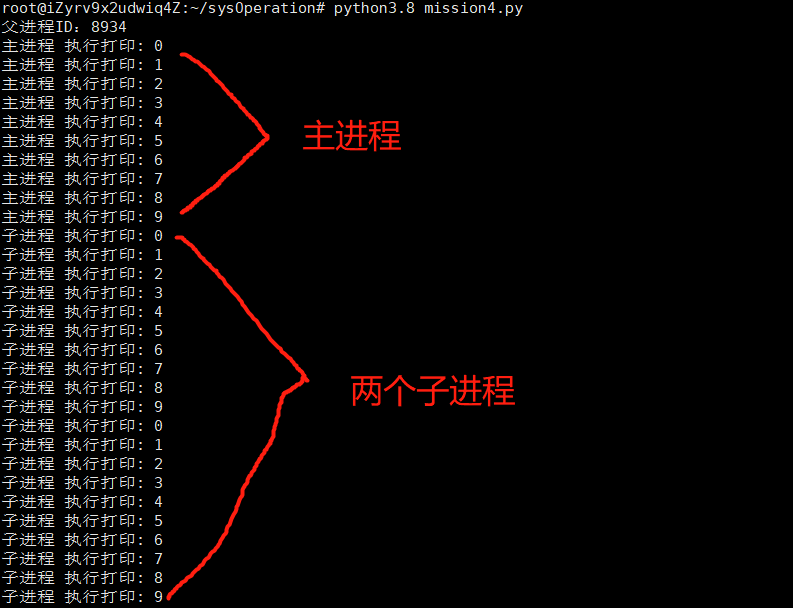 root@iZyrv9x2udwiq4Z:~/sysOperation# python3.8 mission4.py
父进程ID：8934
主进程 执行打印: 0
主进程 执行打印: 1
主进程 执行打印: 2
主进程 执行打印: 3
主进程 执行打印: 4
主进程 执行打印: 5
主进程
主进程 执行打印: 6
主进程 执行打印: 7
主进程 执行打印: 8
主进程 执行打印: 9
子进程 执行打印: 0
子进程 执行打印: 1
子进程 执行打印: 2
子进程 执行打印: 3
子进程 执行打印: 4
子进程 执行打印: 5
子进程 执行打印: 6
子进程 执行打印: 7
子进程 执行打印: 8
两个子进程
子进程 执行打印: 9
子进程 执行打印: 0
子进程 执行打印: 1
子进程 执行打印: 2
子进程 执行打印: 3
子进程 执行打印: 4
子进程 执行打印: 5
子进程 执行打印: 6
子进程 执行打印: 7
子进程 执行打印: 8
子进程 执行打印: 9